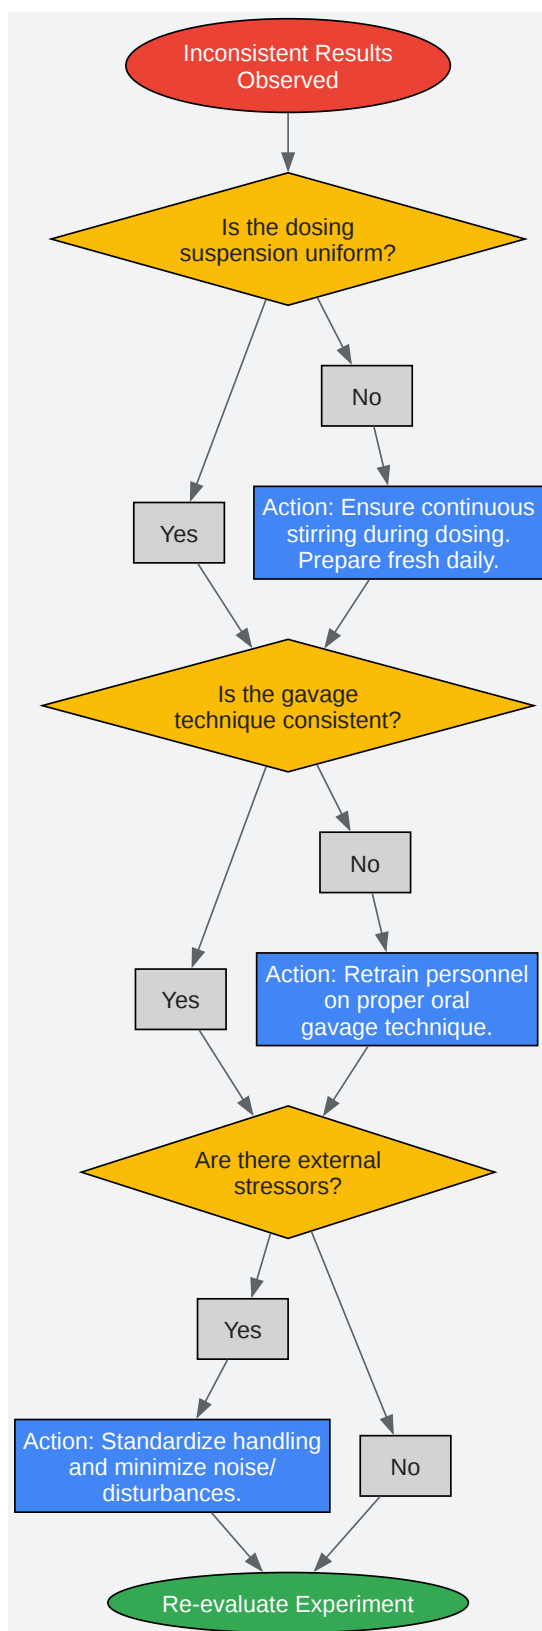 Inconsistent Results
Observed
Is the dosing
suspension uniform?
No
Yes
Action: Ensure continuous
stirring during dosing.
Prepare fresh daily.
Is the gavage
technique consistent?
No
Yes
Action: Retrain personnel
on proper oral
gavage technique.
Are there external
stressors?
Yes
Action: Standardize handling
and minimize noise/
disturbances.
No
Re-evaluate Experiment